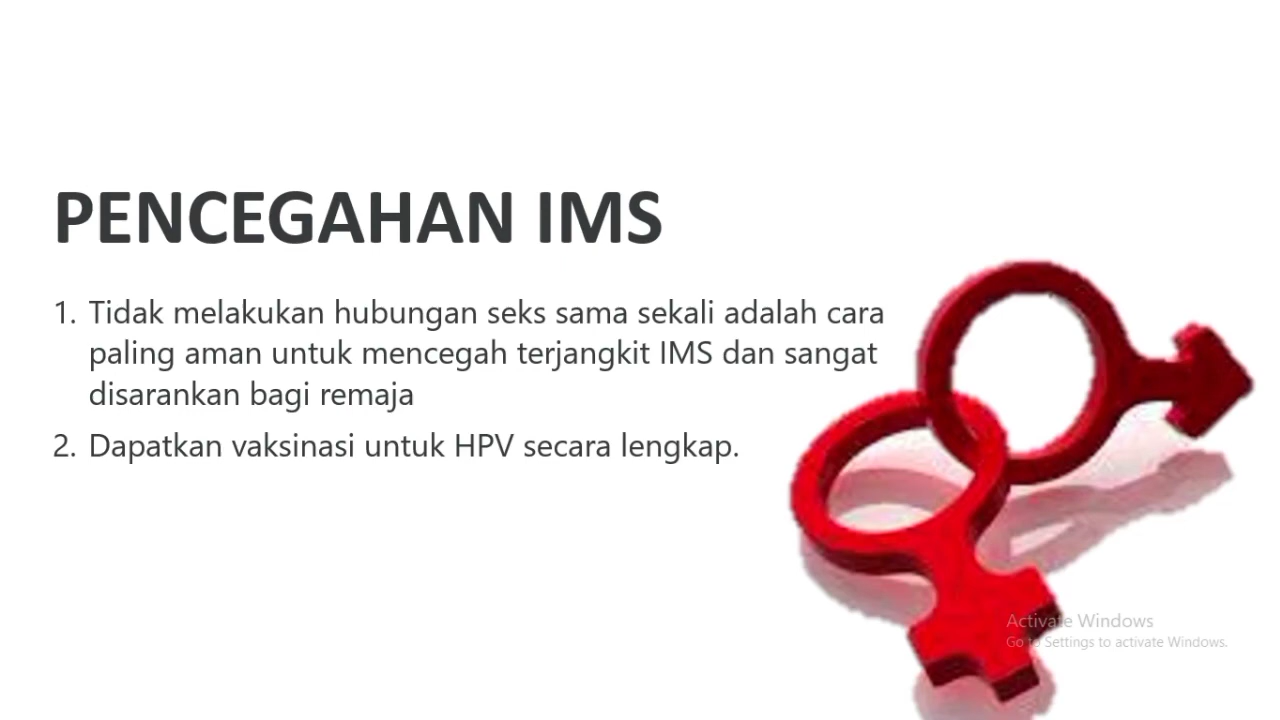 PENCEGAHAN IMS
1. Tidak melakukan hubungan seks sama sekali adalah cara
paling aman untuk mencegah terjangkit IMS dan sangat
disarankan bagi remaja
2. Dapatkan vaksinasi untuk HPV secara lengkap.
Activate Windows
Go to Settings to activate Windows.